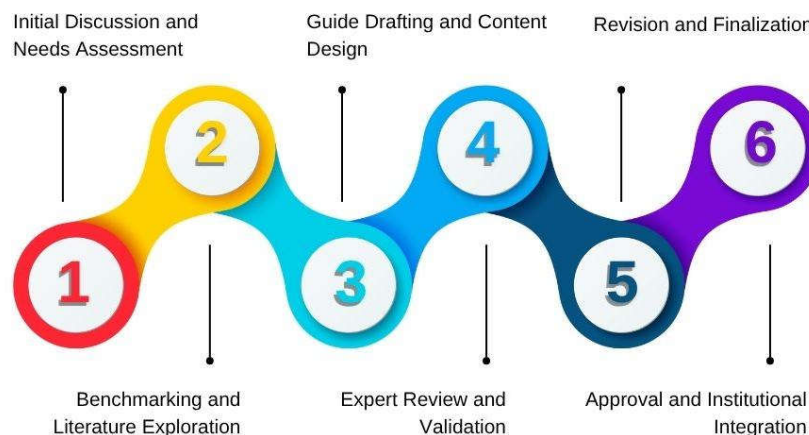 Initial Discussion and
Needs Assessment
Guide Drafting and Content
Design
Revision and Finalization
1
2
3
4
5
6
Benchmarking and
Literature Exploration
Expert Review and
Validation
Approval and Institutional
Integration